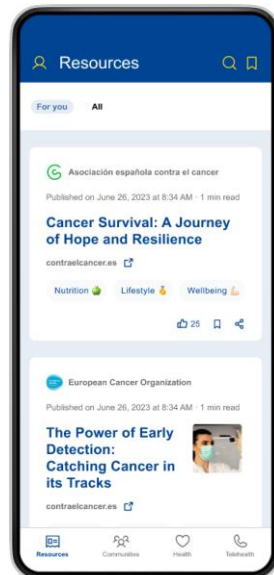 Resources
For you All
Asociación española contra el cancer
Published on June 26, 2023 at 8:34 AM · 1 min read
Cancer Survival: A Journey
of Hope and Resilience
contraelcancer.es
Nutrition Lifestyle Wellbeing
25
European Cancer Organization
Published on June 26, 2023 at 8:34 AM · 1 min read
The Power of Early
Detection:
Catching Cancer in
its Tracks
contraelcancer.es
Resources Communities Health Telehealth